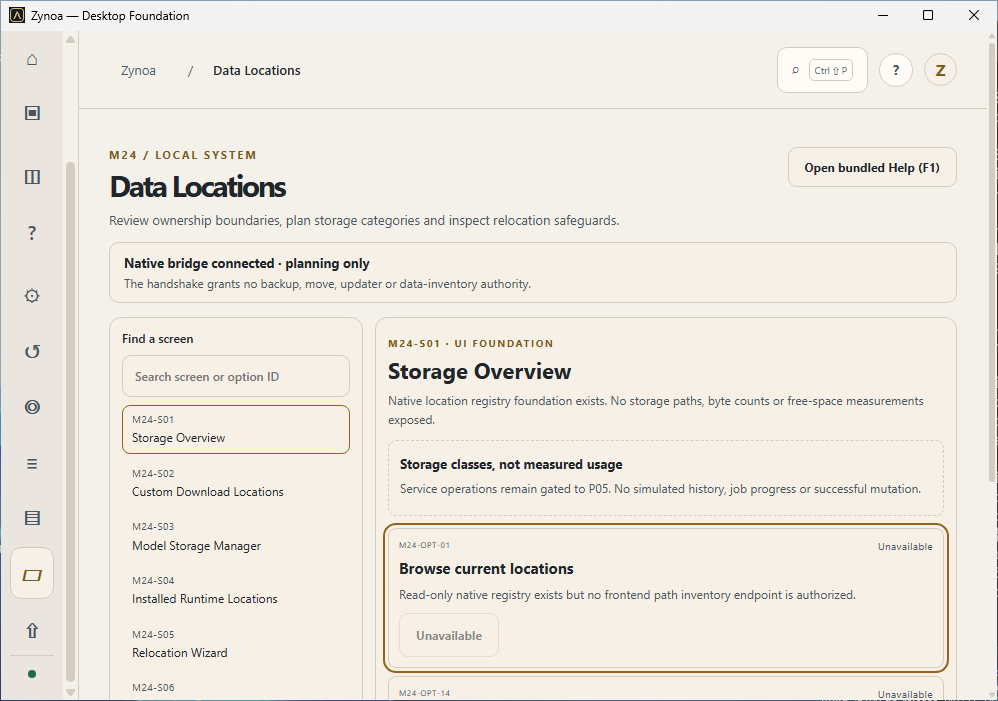 Zynoa — Desktop Foundation
Zynoa / Data Locations
Ctrl ⇧ P
?
Z
M24 / LOCAL SYSTEM
Data Locations
Open bundled Help (F1)
Review ownership boundaries, plan storage categories and inspect relocation safeguards.
Native bridge connected · planning only
The handshake grants no backup, move, updater or data-inventory authority.
Find a screen
Search screen or option ID
M24-S01
Storage Overview
M24-S02
Custom Download Locations
M24-S03
Model Storage Manager
M24-S04
Installed Runtime Locations
M24-S05
Relocation Wizard
M24-S06
M24-S01 · UI FOUNDATION
Storage Overview
Native location registry foundation exists. No storage paths, byte counts or free-space measurements
exposed.
Storage classes, not measured usage
Service operations remain gated to P05. No simulated history, job progress or successful mutation.
M24-OPT-01
Unavailable
Browse current locations
Read-only native registry exists but no frontend path inventory endpoint is authorized.
Unavailable
M24-OPT-14
Unavailable